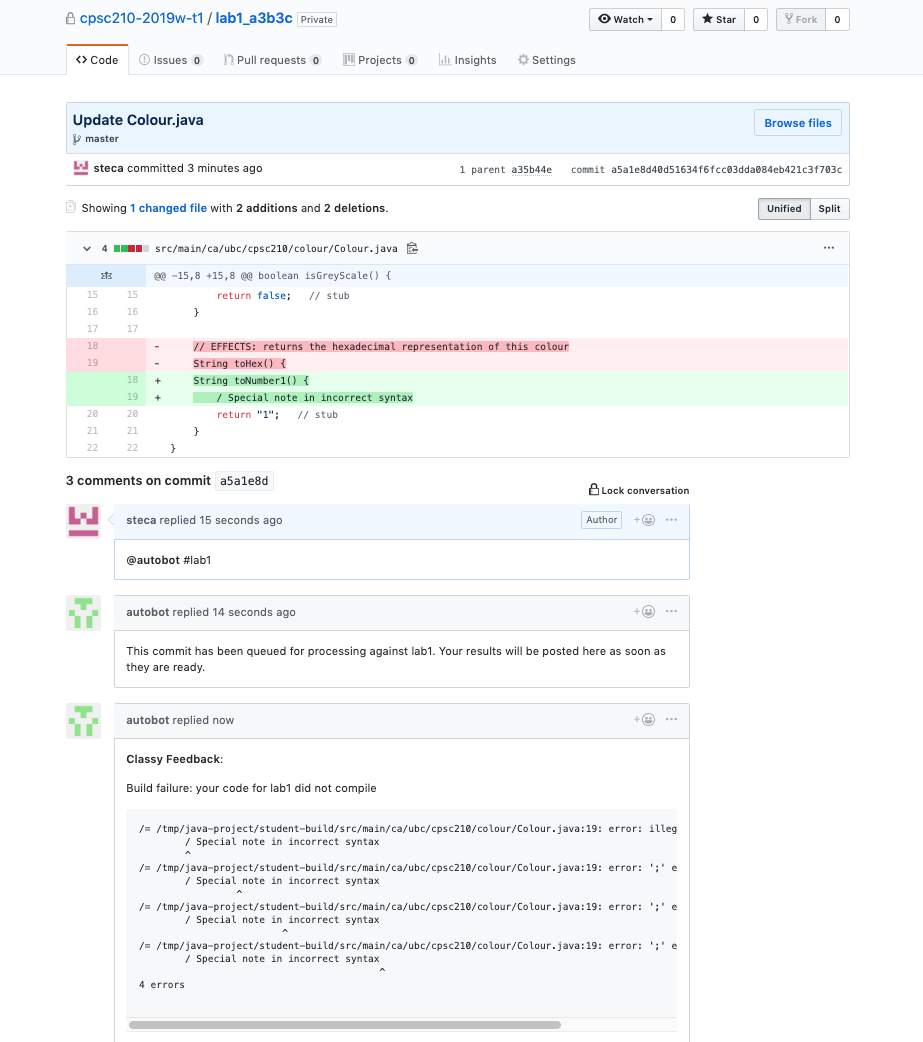 cpsc210-2019w-t1 / lab1_a3b3c Private
Watch 0 Star 0 Fork 0
Code Issues 0 Pull requests 0 Projects 0 Insights Settings
Update Colour.java
Browse files
master
steca committed 3 minutes ago
1 parent a35b44e commit a5a1e8d40d51634f6fcc03dda084eb421c3f703c
Showing 1 changed file with 2 additions and 2 deletions.
Unified Split
4 src/main/ca/ubc/cpsc210/colour/Colour.java ...
@@ -15,8 +15,8 @@ boolean isGreyScale() {
15 15 return false; // stub
16 16 }
17 17
18 - // EFFECTS: returns the hexadecimal representation of this colour
19 - String toHex() {
18 + String toNumber1() {
19 + / Special note in incorrect syntax
20 20 return "1"; // stub
21 21 }
22 22 }
3 comments on commit a5a1e8d
Lock conversation
steca replied 15 seconds ago
Author + ...
@autobot #lab1
autobot replied 14 seconds ago
+ ...
This commit has been queued for processing against lab1. Your results will be posted here as soon as
they are ready.
autobot replied now
+ ...
Classy Feedback:
Build failure: your code for lab1 did not compile
/= /tmp/java-project/student-build/src/main/ca/ubc/cpsc210/colour/Colour.java:19: error: illeg
/ Special note in incorrect syntax
^
/= /tmp/java-project/student-build/src/main/ca/ubc/cpsc210/colour/Colour.java:19: error: ';' e
/ Special note in incorrect syntax
^
/= /tmp/java-project/student-build/src/main/ca/ubc/cpsc210/colour/Colour.java:19: error: ';' e
/ Special note in incorrect syntax
^
/= /tmp/java-project/student-build/src/main/ca/ubc/cpsc210/colour/Colour.java:19: error: ';' e
/ Special note in incorrect syntax
^
4 errors